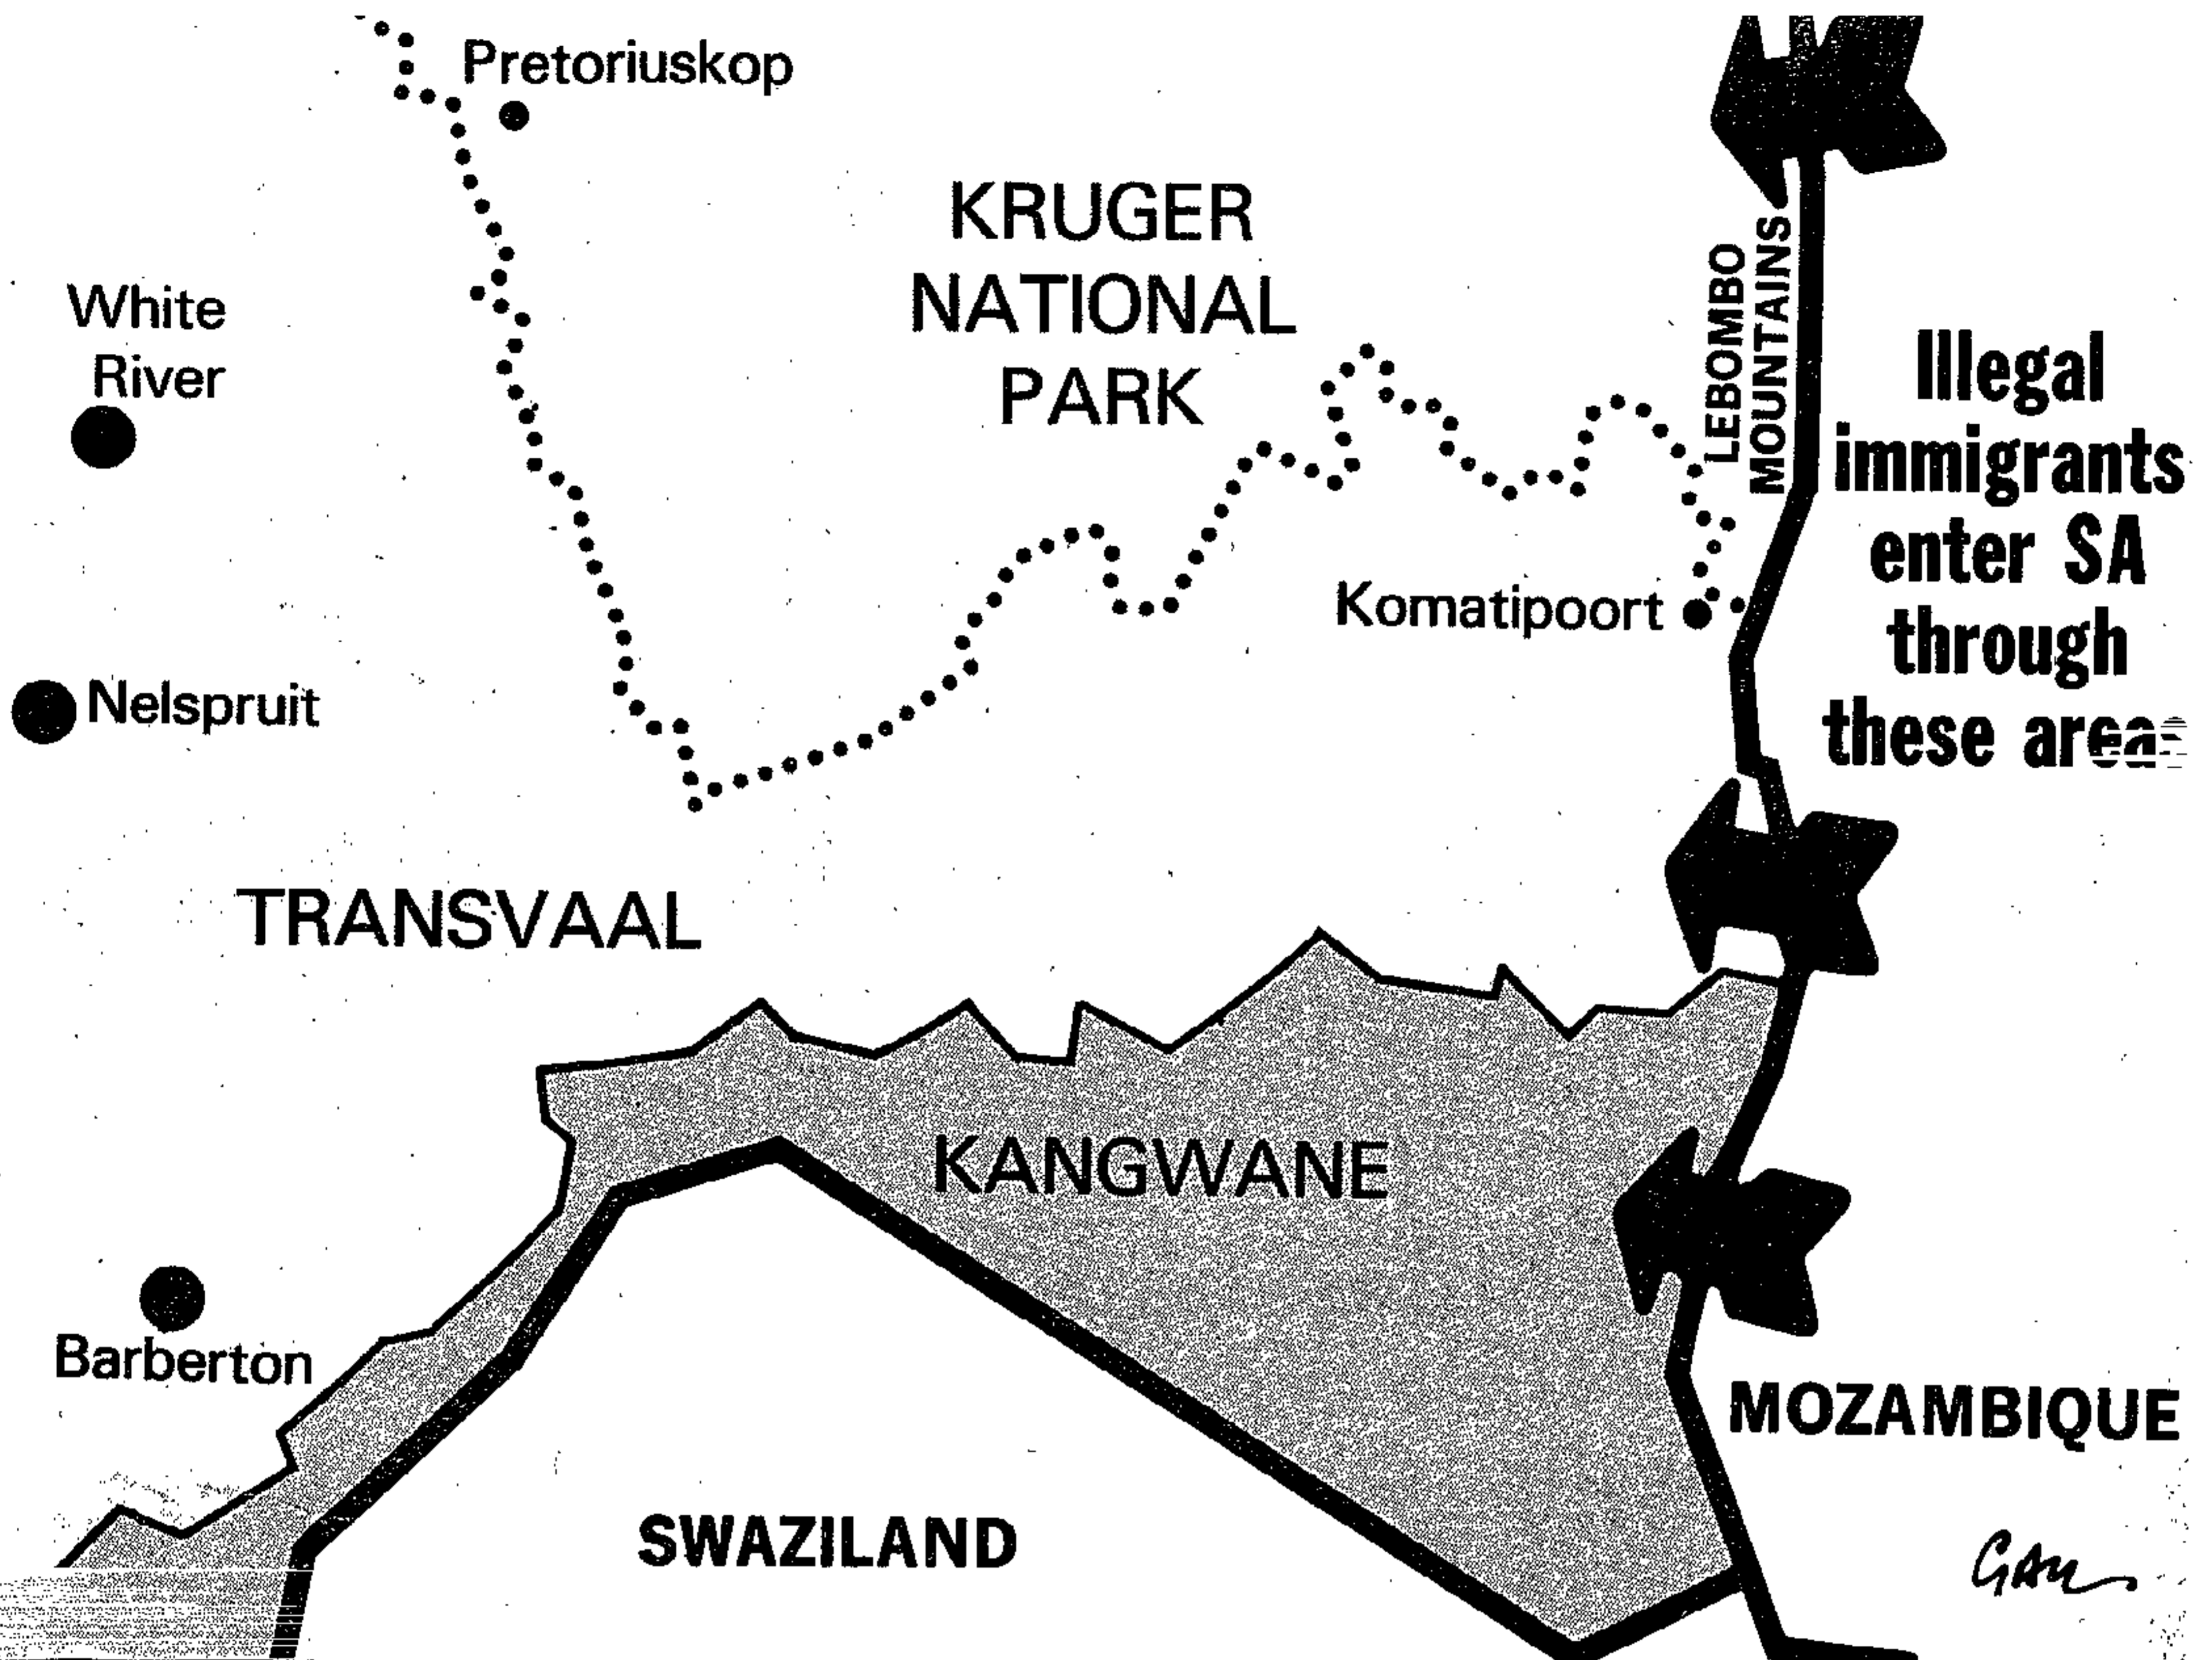 Pretoriuskop
KRUGER
NATIONAL
PARK
White
River
LEBOMBO
MOUNTAINS
Illegal
immigrants
enter SA
through
these areas
Komatipoort
Nelspruit
TRANSVAAL
KANGWANE
Barberton
MOZAMBIQUE
SWAZILAND